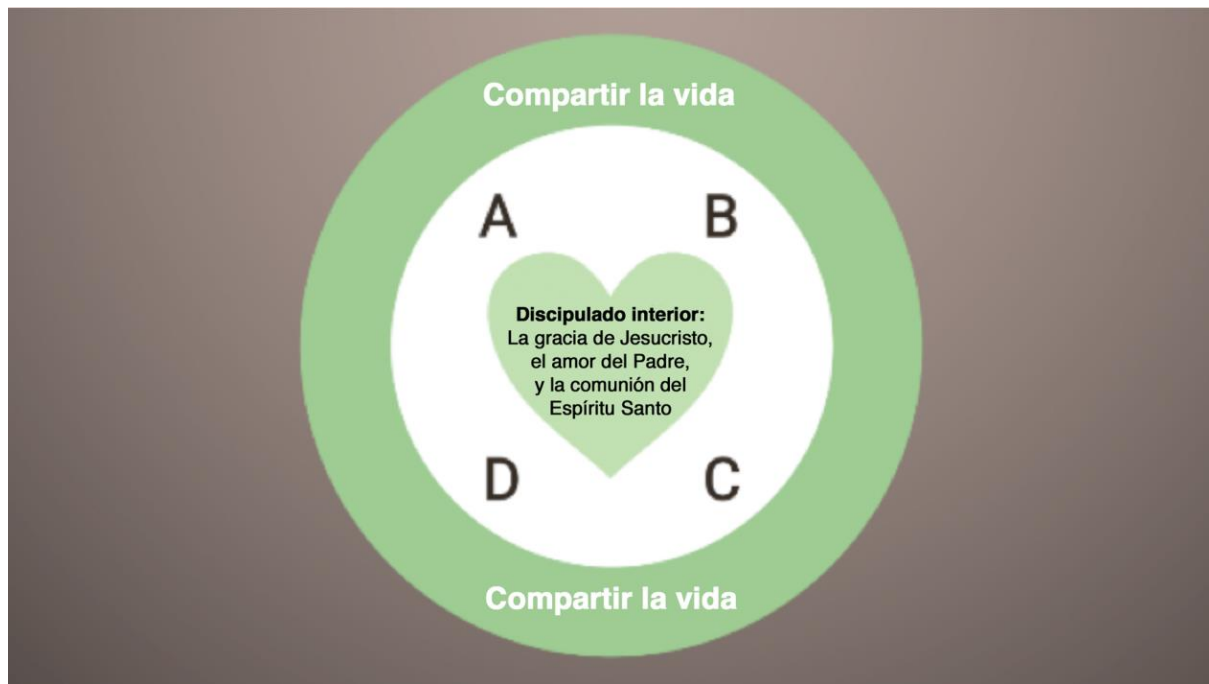 Compartir la vida
A B
Discipulado interior:
La gracia de Jesucristo,
el amor del Padre,
y la comunión del
Espíritu Santo
D C
Compartir la vida